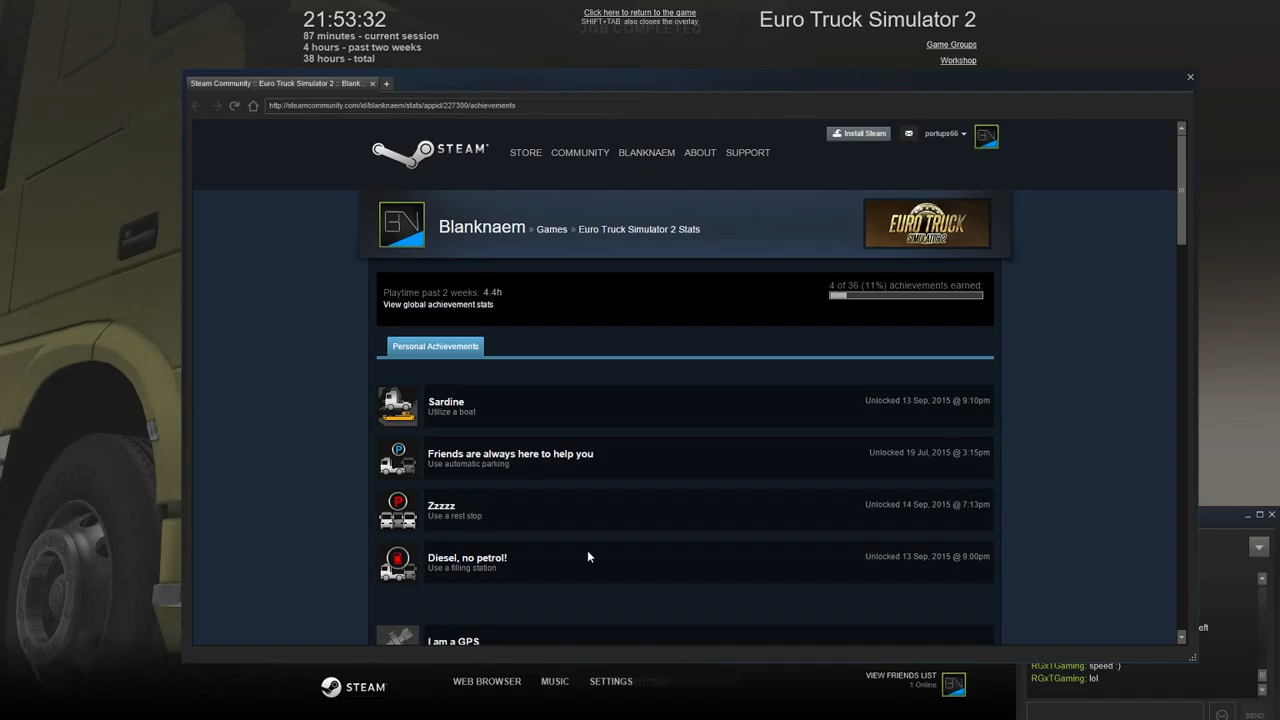 21:53:32
87 minutes - current session
4 hours - past two weeks
38 hours - total
Click here to return to the game
SHIFT+TAB also closes the overlay
JOB COMPLETED
Euro Truck Simulator 2
Game Groups
Workshop
Steam Community :: Euro Truck Simulator 2 :: Blank...
http://steamcommunity.com/id/blanknaem/stats/appid/227300/achievements
STEAM
STORE COMMUNITY BLANKNAEM ABOUT SUPPORT
Install Steam
portups66
Blanknaem » Games » Euro Truck Simulator 2 Stats
EURO TRUCK
SIMULATOR 2
Playtime past 2 weeks: 4.4h
View global achievement stats
4 of 36 (11%) achievements earned:
Personal Achievements
Sardine
Utilize a boat
Unlocked 13 Sep, 2015 @ 9:10pm
Friends are always here to help you
Use automatic parking
Unlocked 19 Jul, 2015 @ 3:15pm
Zzzzz
Use a rest stop
Unlocked 14 Sep, 2015 @ 7:13pm
Diesel, no petrol!
Use a filling station
Unlocked 13 Sep, 2015 @ 9:00pm
I am a GPS
eft
RGxTGaming: speed :)
RGxTGaming: lol
STEAM
WEB BROWSER MUSIC SETTINGS
VIEW FRIENDS LIST
1 Online
SEND